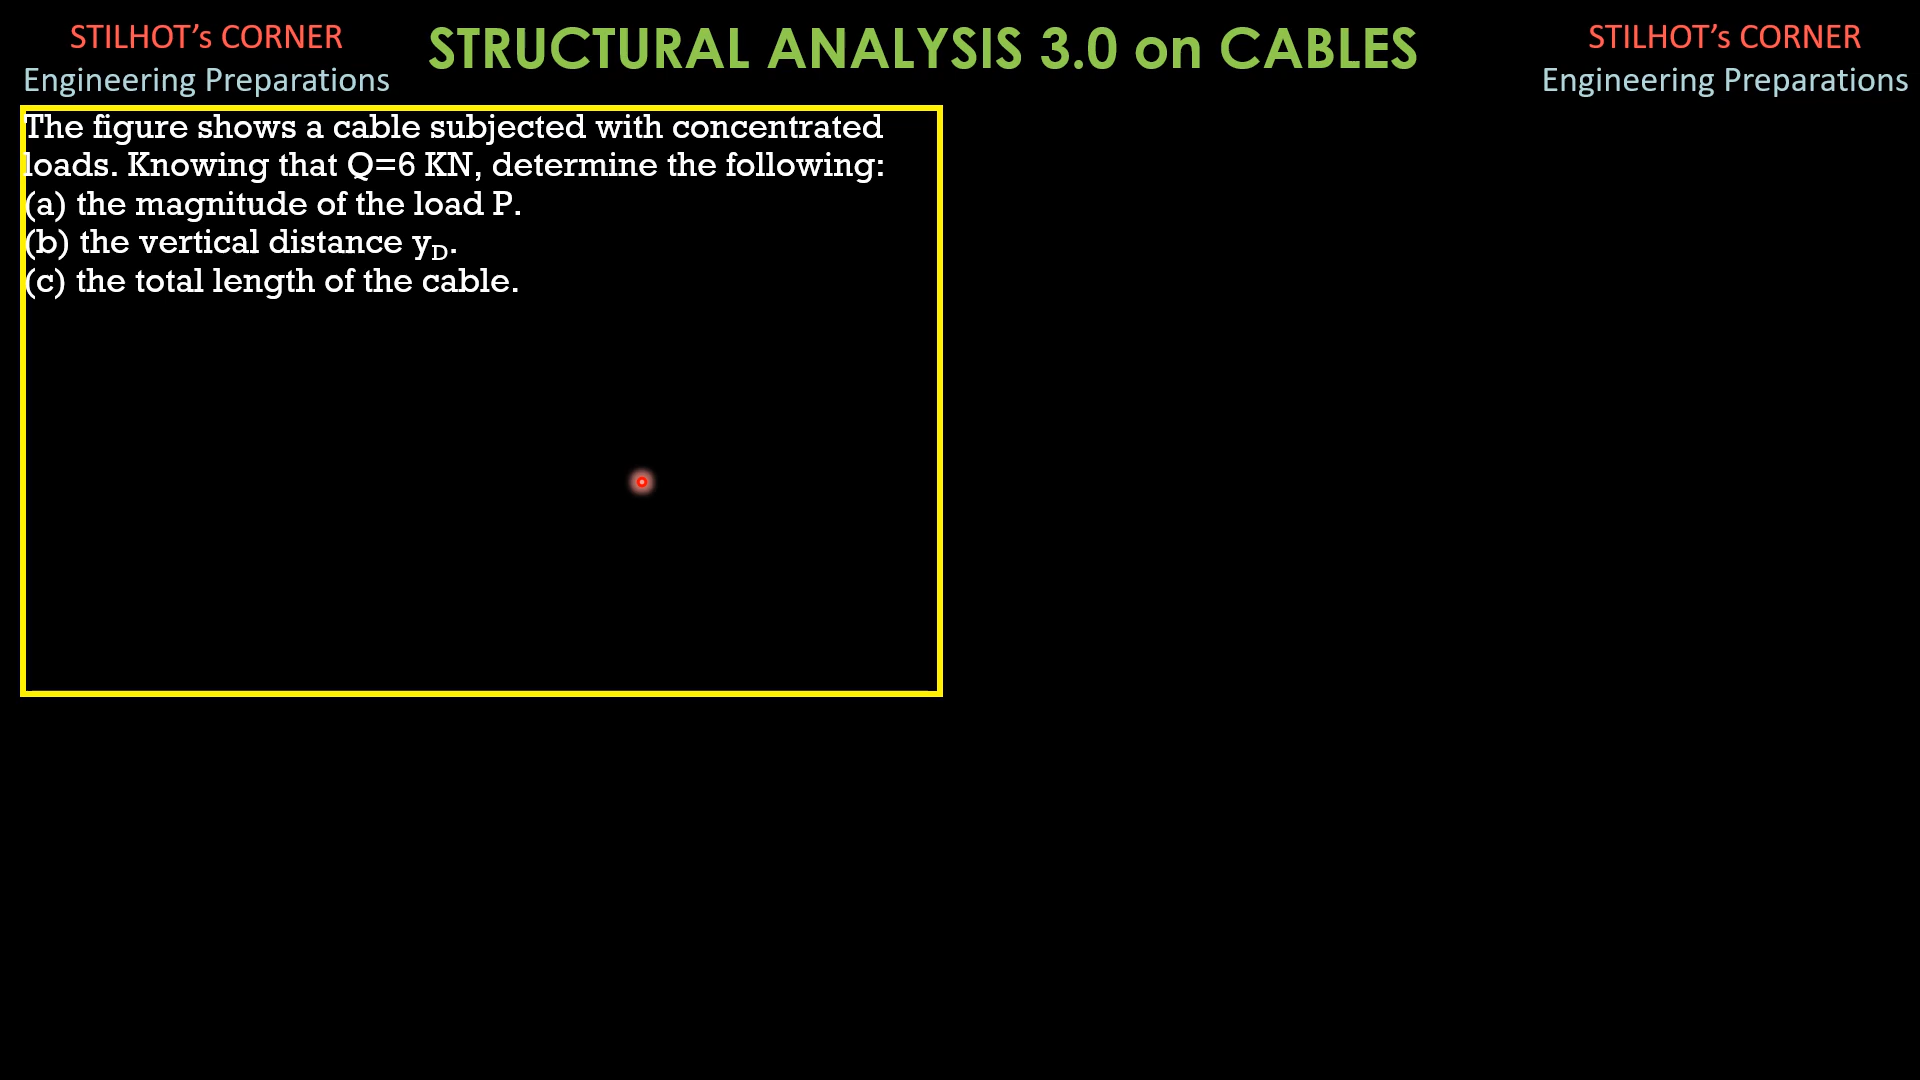 STILHOT's CORNER
Engineering Preparations
STRUCTURAL ANALYSIS 3.0 on CABLES
STILHOT's CORNER
Engineering Preparations
The figure shows a cable subjected with concentrated
loads. Knowing that Q=6 KN, determine the following:
(a) the magnitude of the load P.
(b) the vertical distance y_D.
(c) the total length of the cable.